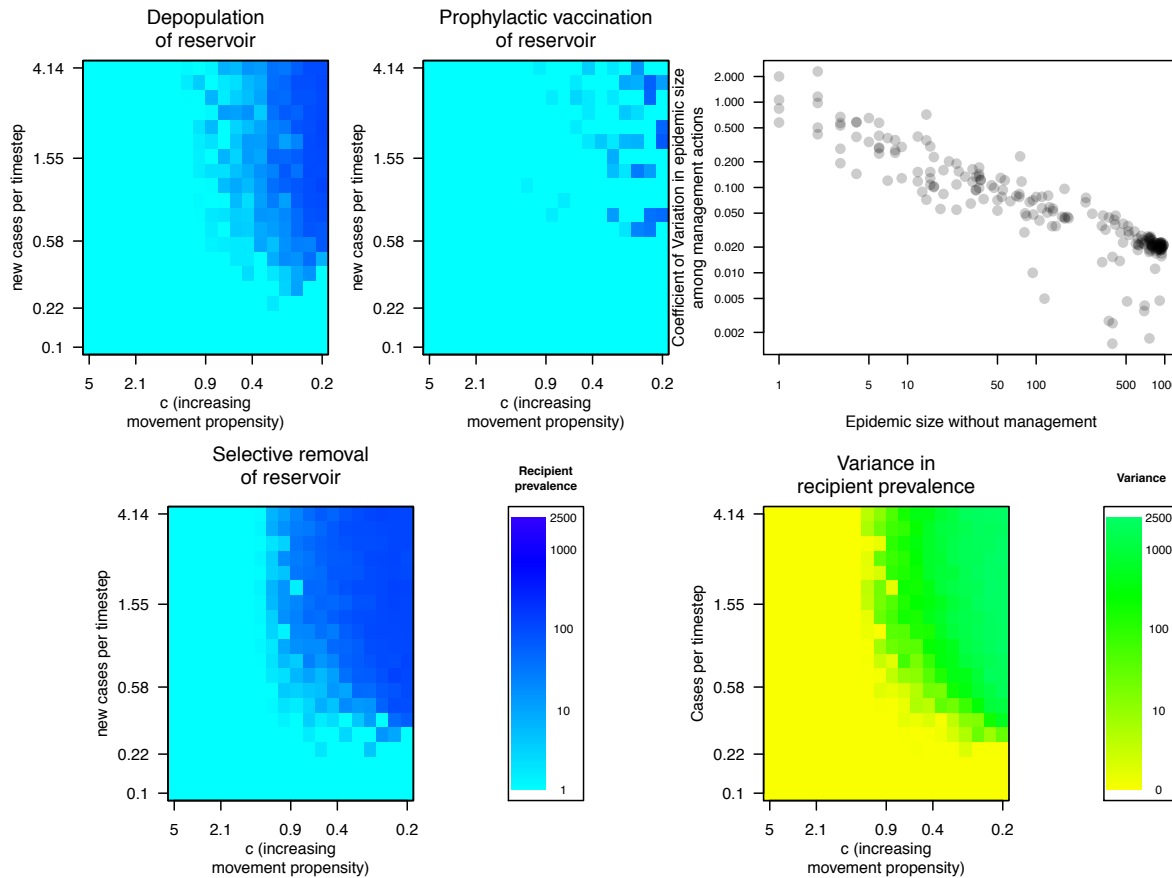 Depopulation
of reservoir
new cases per timestep
4.14
1.55
0.58
0.22
0.1
5
2.1
0.9
0.4
0.2
c (increasing
movement propensity)
Prophylactic vaccination
of reservoir
new cases per timestep
4.14
1.55
0.58
0.22
0.1
5
2.1
0.9
0.4
0.2
c (increasing
movement propensity)
Coefficient of Variation in epidemic size
among management actions
2.000
1.000
0.500
0.200
0.100
0.050
0.020
0.010
0.005
0.002
1
5
10
50
100
500
100
Epidemic size without management
Selective removal
of reservoir
new cases per timestep
4.14
1.55
0.58
0.22
0.1
5
2.1
0.9
0.4
0.2
c (increasing
movement propensity)
Recipient
prevalence
2500
1000
100
10
1
Variance in
recipient prevalence
Cases per timestep
4.14
1.55
0.58
0.22
0.1
5
2.1
0.9
0.4
0.2
c (increasing
movement propensity)
Variance
2500
1000
100
10
0